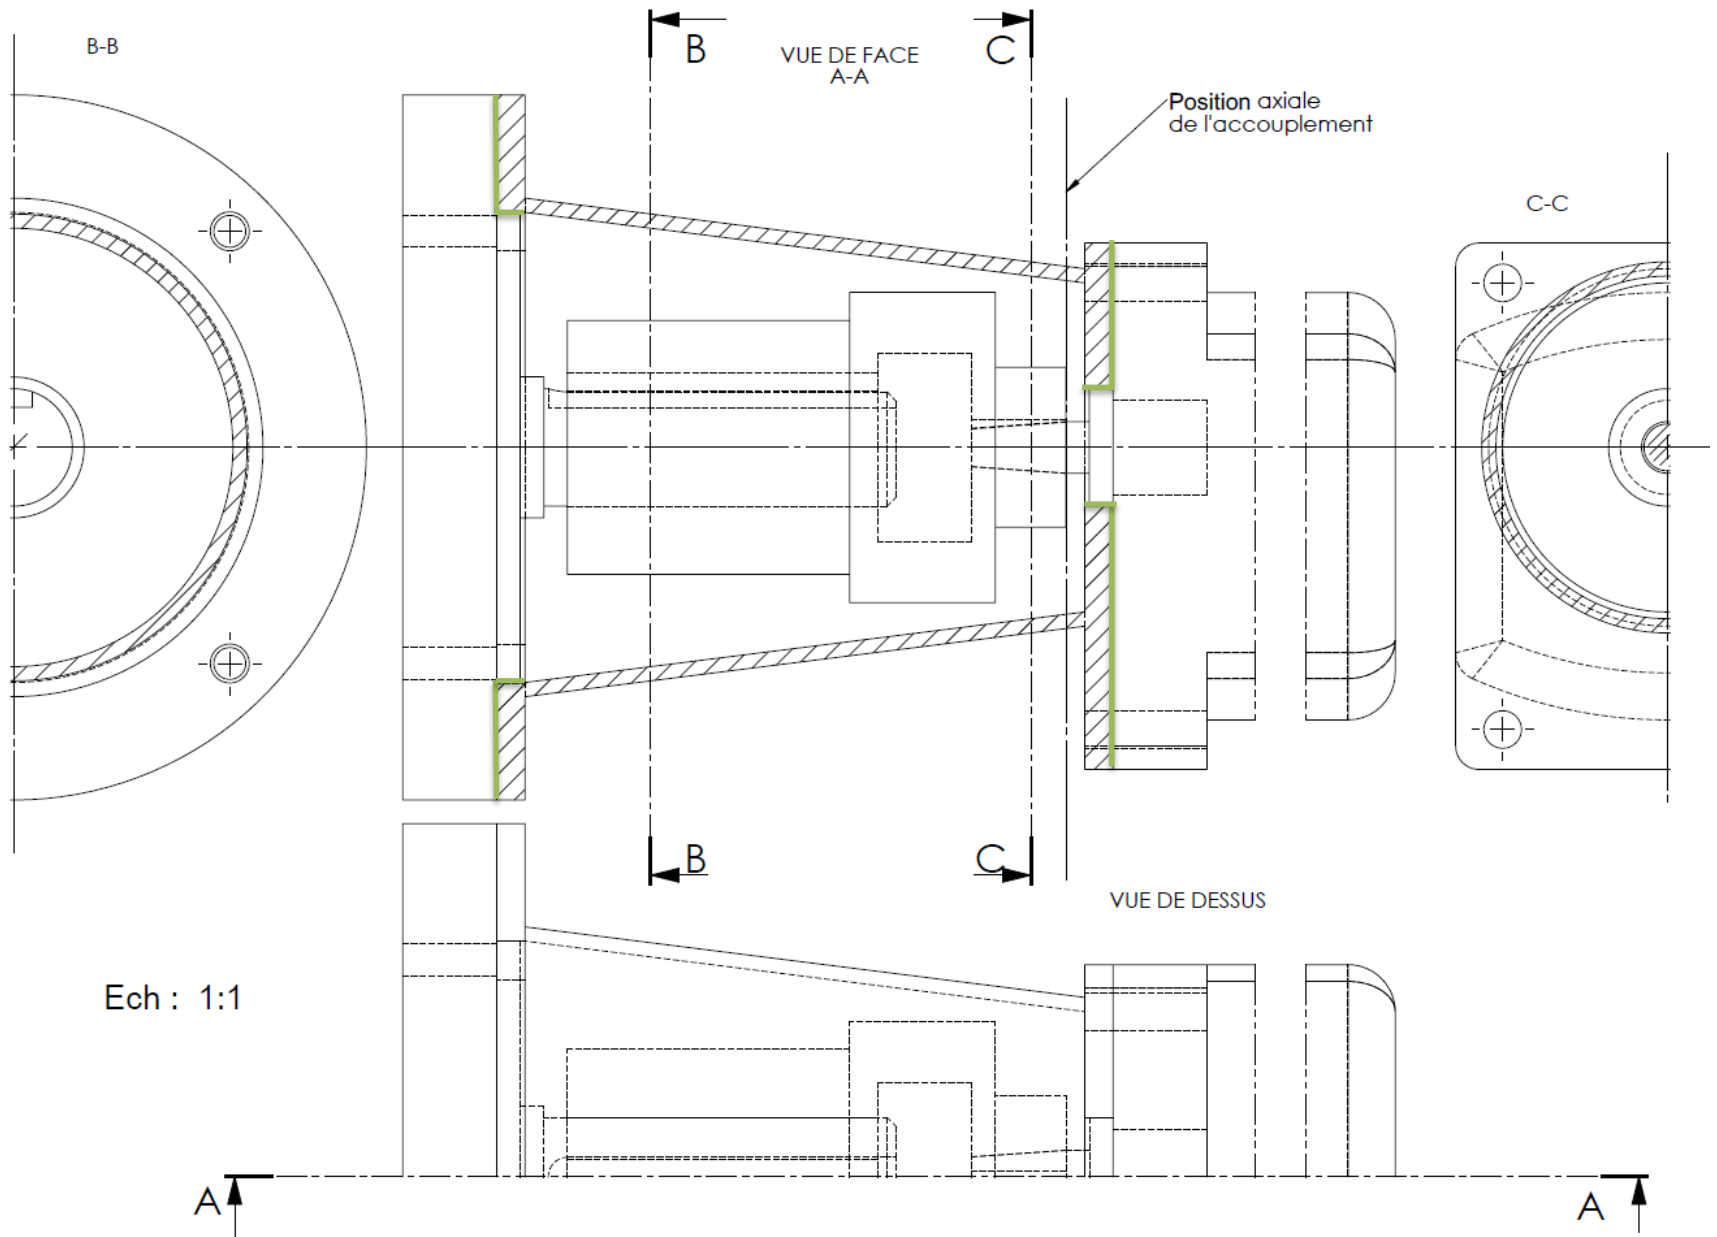 B-B
B
VUE DE FACE
A-A
C
Position axiale
de l'accouplement
C-C
B
C
VUE DE DESSUS
Ech : 1:1
A
A